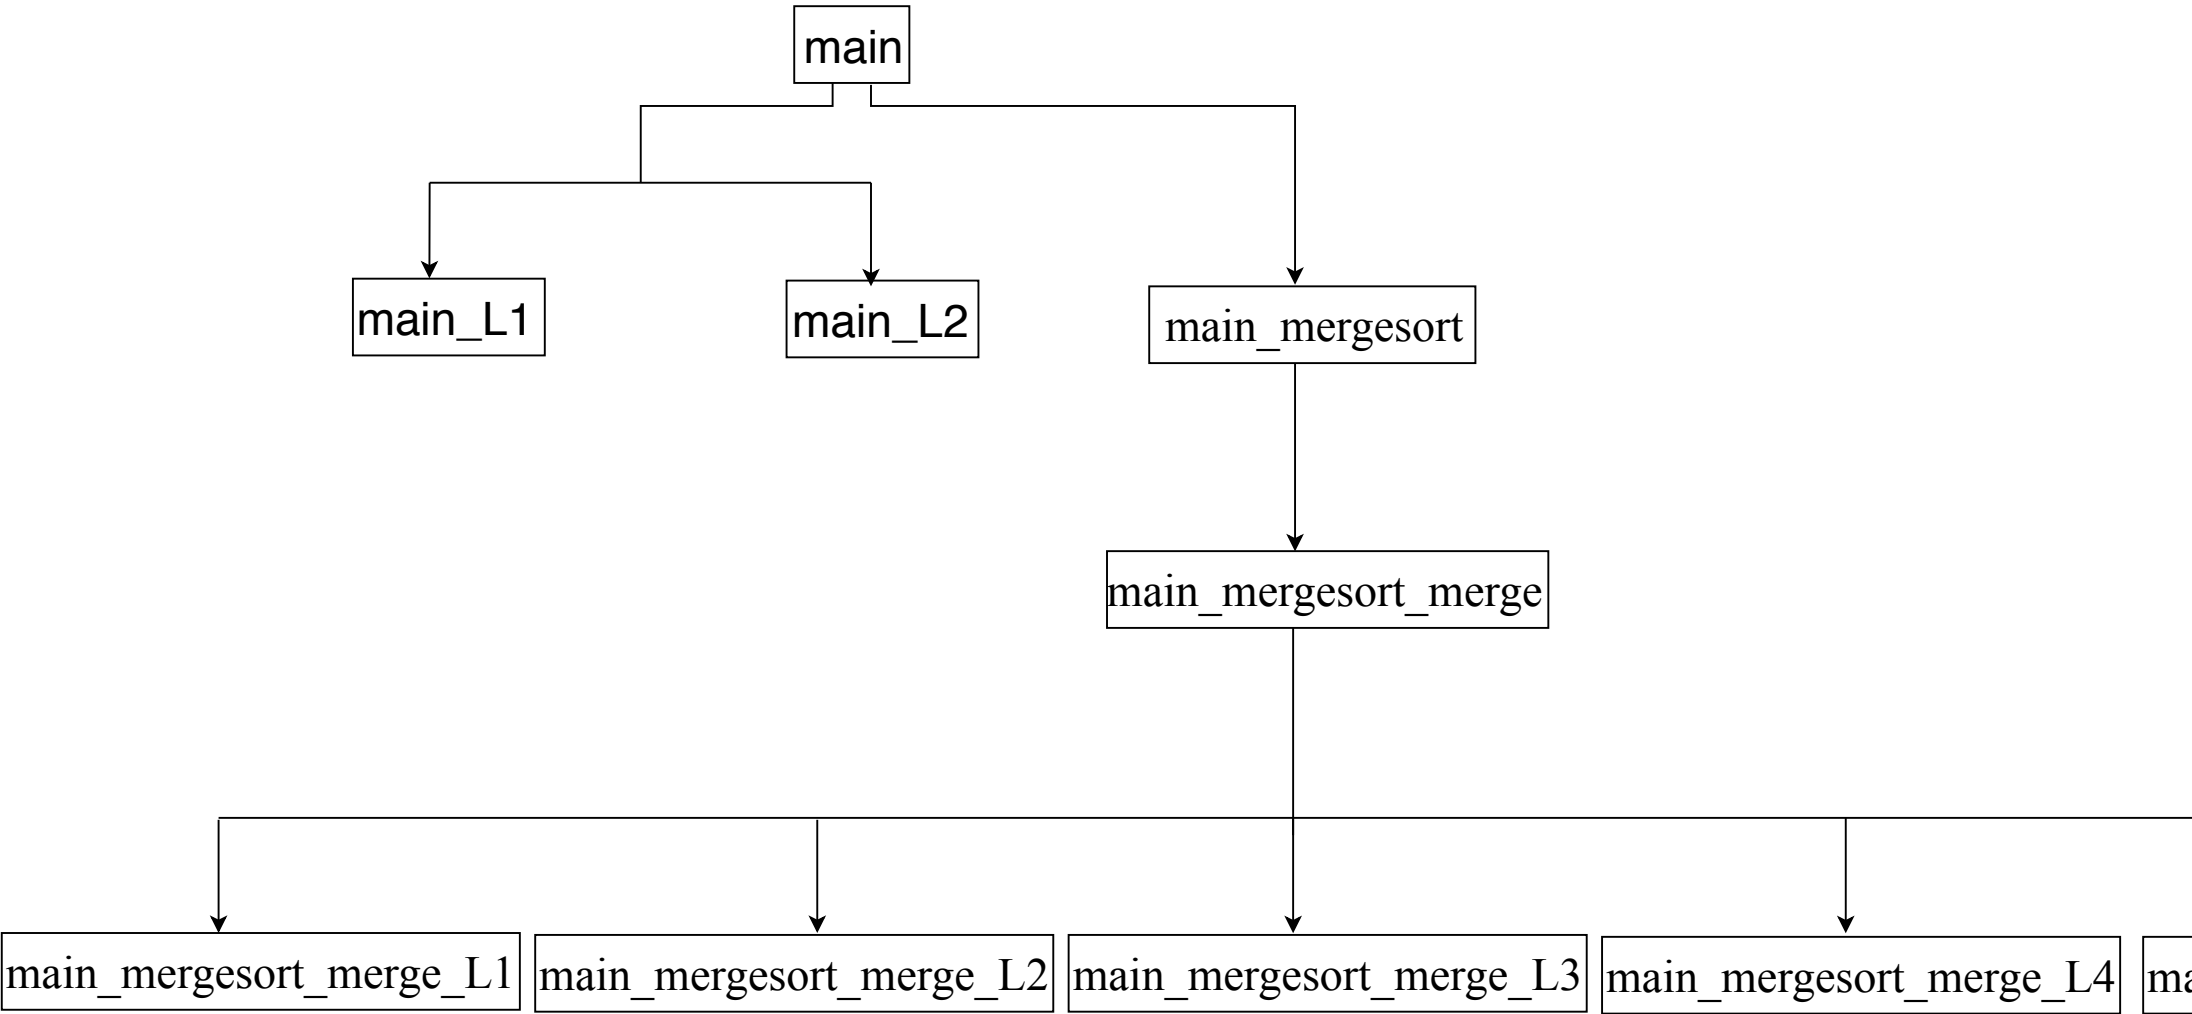 main
main_L1
main_L2
main_mergesort
main_mergesort_merge
main_mergesort_merge_L1
main_mergesort_merge_L2
main_mergesort_merge_L3
main_mergesort_merge_L4